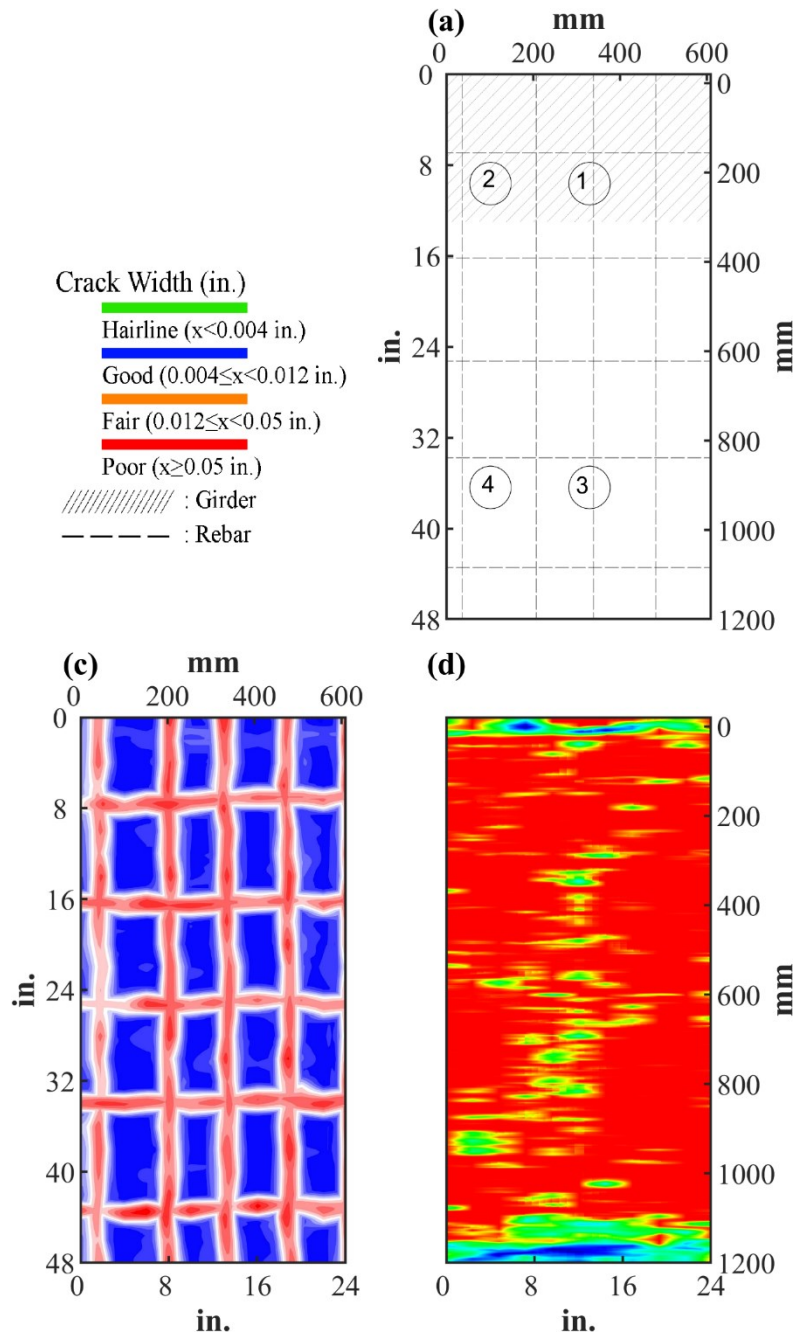 (a)
mm
0 200 400 600
0
8
16
24
32
40
48
in.
0
200
400
600
800
1000
1200
mm
2
1
4
3
Crack Width (in.)
Hairline (x<0.004 in.)
Good (0.004≤x<0.012 in.)
Fair (0.012≤x<0.05 in.)
Poor (x≥0.05 in.)
: Girder
: Rebar
(c)
mm
0 200 400 600
0
8
16
24
32
40
48
in.
0 8 16 24
in.
(d)
0
200
400
600
800
1000
1200
mm
0 8 16 24
in.